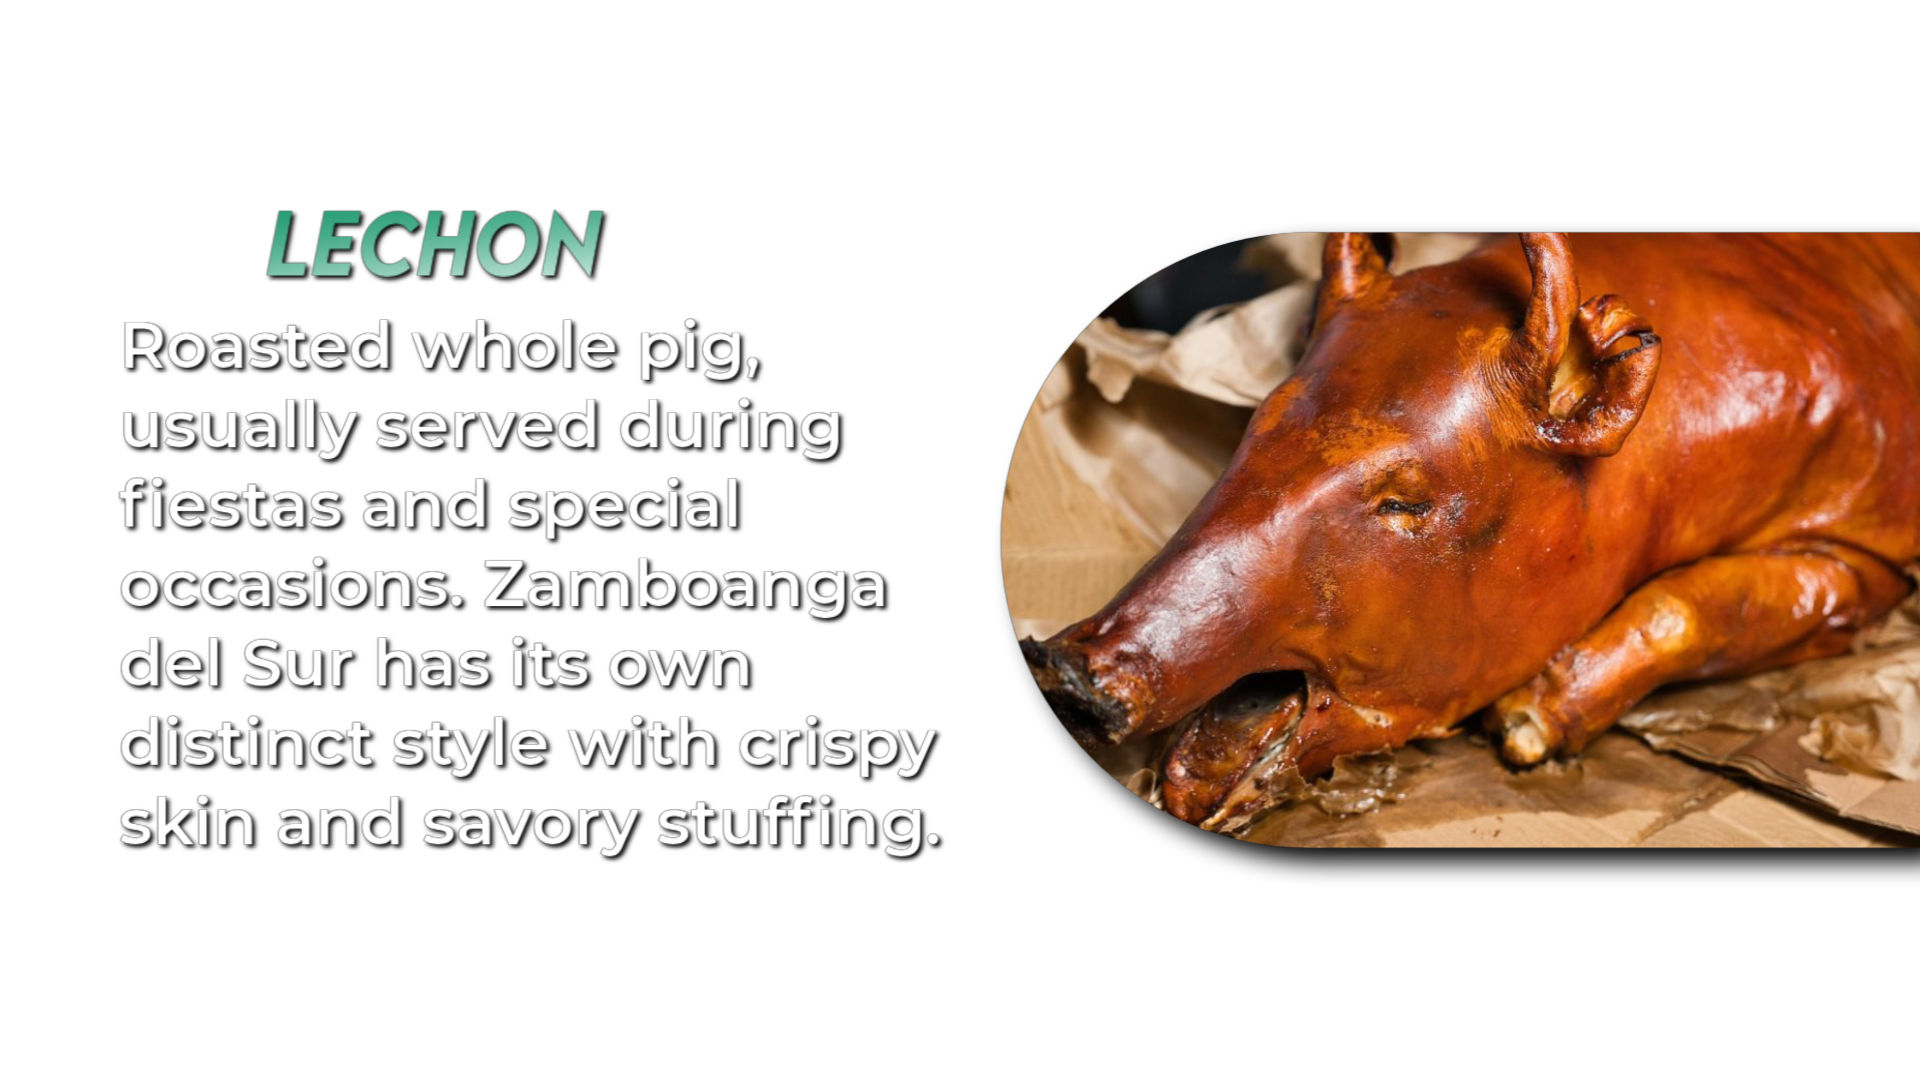 LECHON
Roasted whole pig,
usually served during
fiestas and special
occasions. Zamboanga
del Sur has its own
distinct style with crispy
skin and savory stuffing.